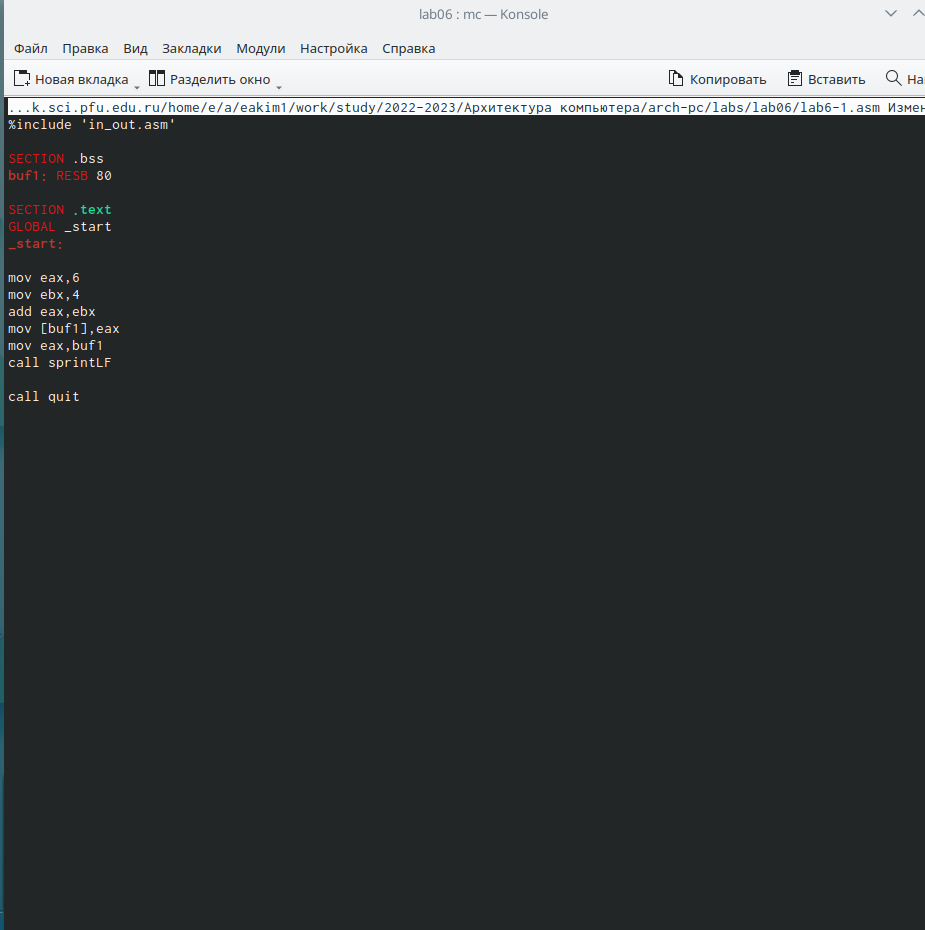 lab06 : mc — Konsole
Файл Правка Вид Закладки Модули Настройка Справка
Новая вкладка Разделить окно Копировать Вставить
...k.sci.pfu.edu.ru/home/e/a/eakim1/work/study/2022-2023/Архитектура компьютера/arch-pc/labs/lab06/lab6-1.asm
%include 'in_out.asm'
SECTION .bss
buf1: RESB 80
SECTION .text
GLOBAL _start
_start:
mov eax,6
mov ebx,4
add eax,ebx
mov [buf1],eax
mov eax,buf1
call sprintLF
call quit